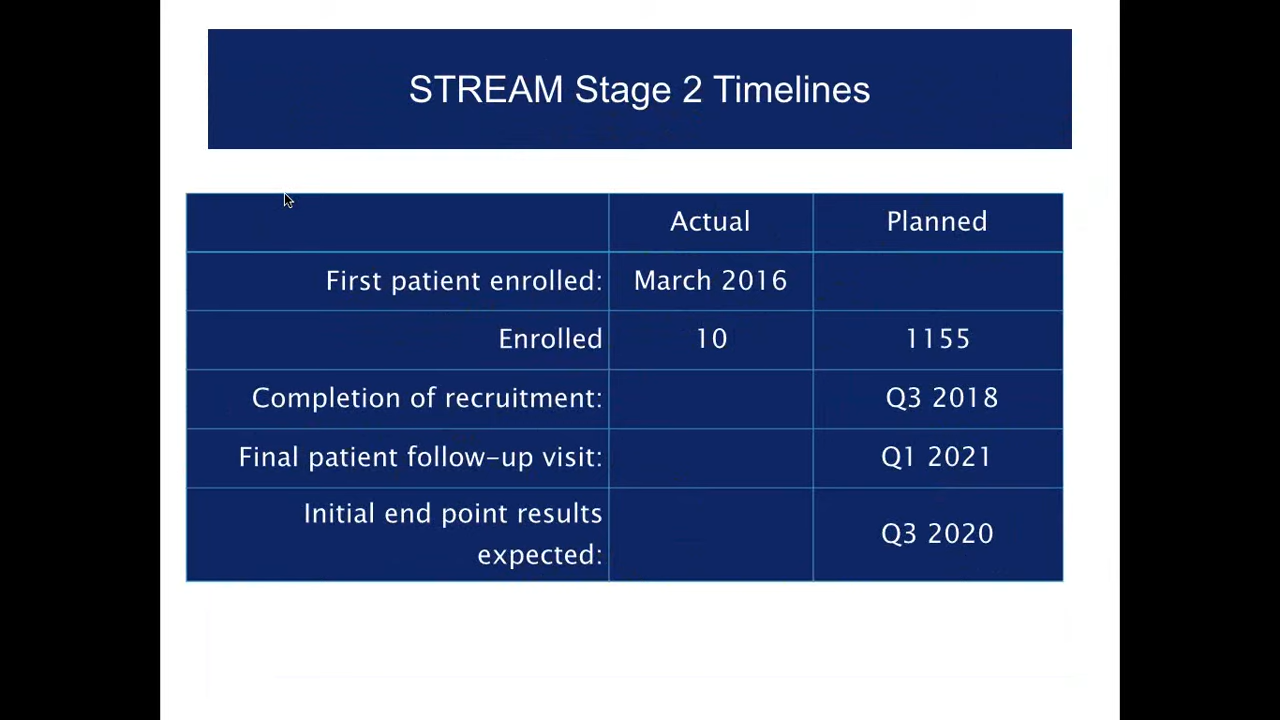 STREAM Stage 2 Timelines
Actual Planned
First patient enrolled: March 2016
Enrolled 10 1155
Completion of recruitment: Q3 2018
Final patient follow-up visit: Q1 2021
Initial end point results
expected: Q3 2020